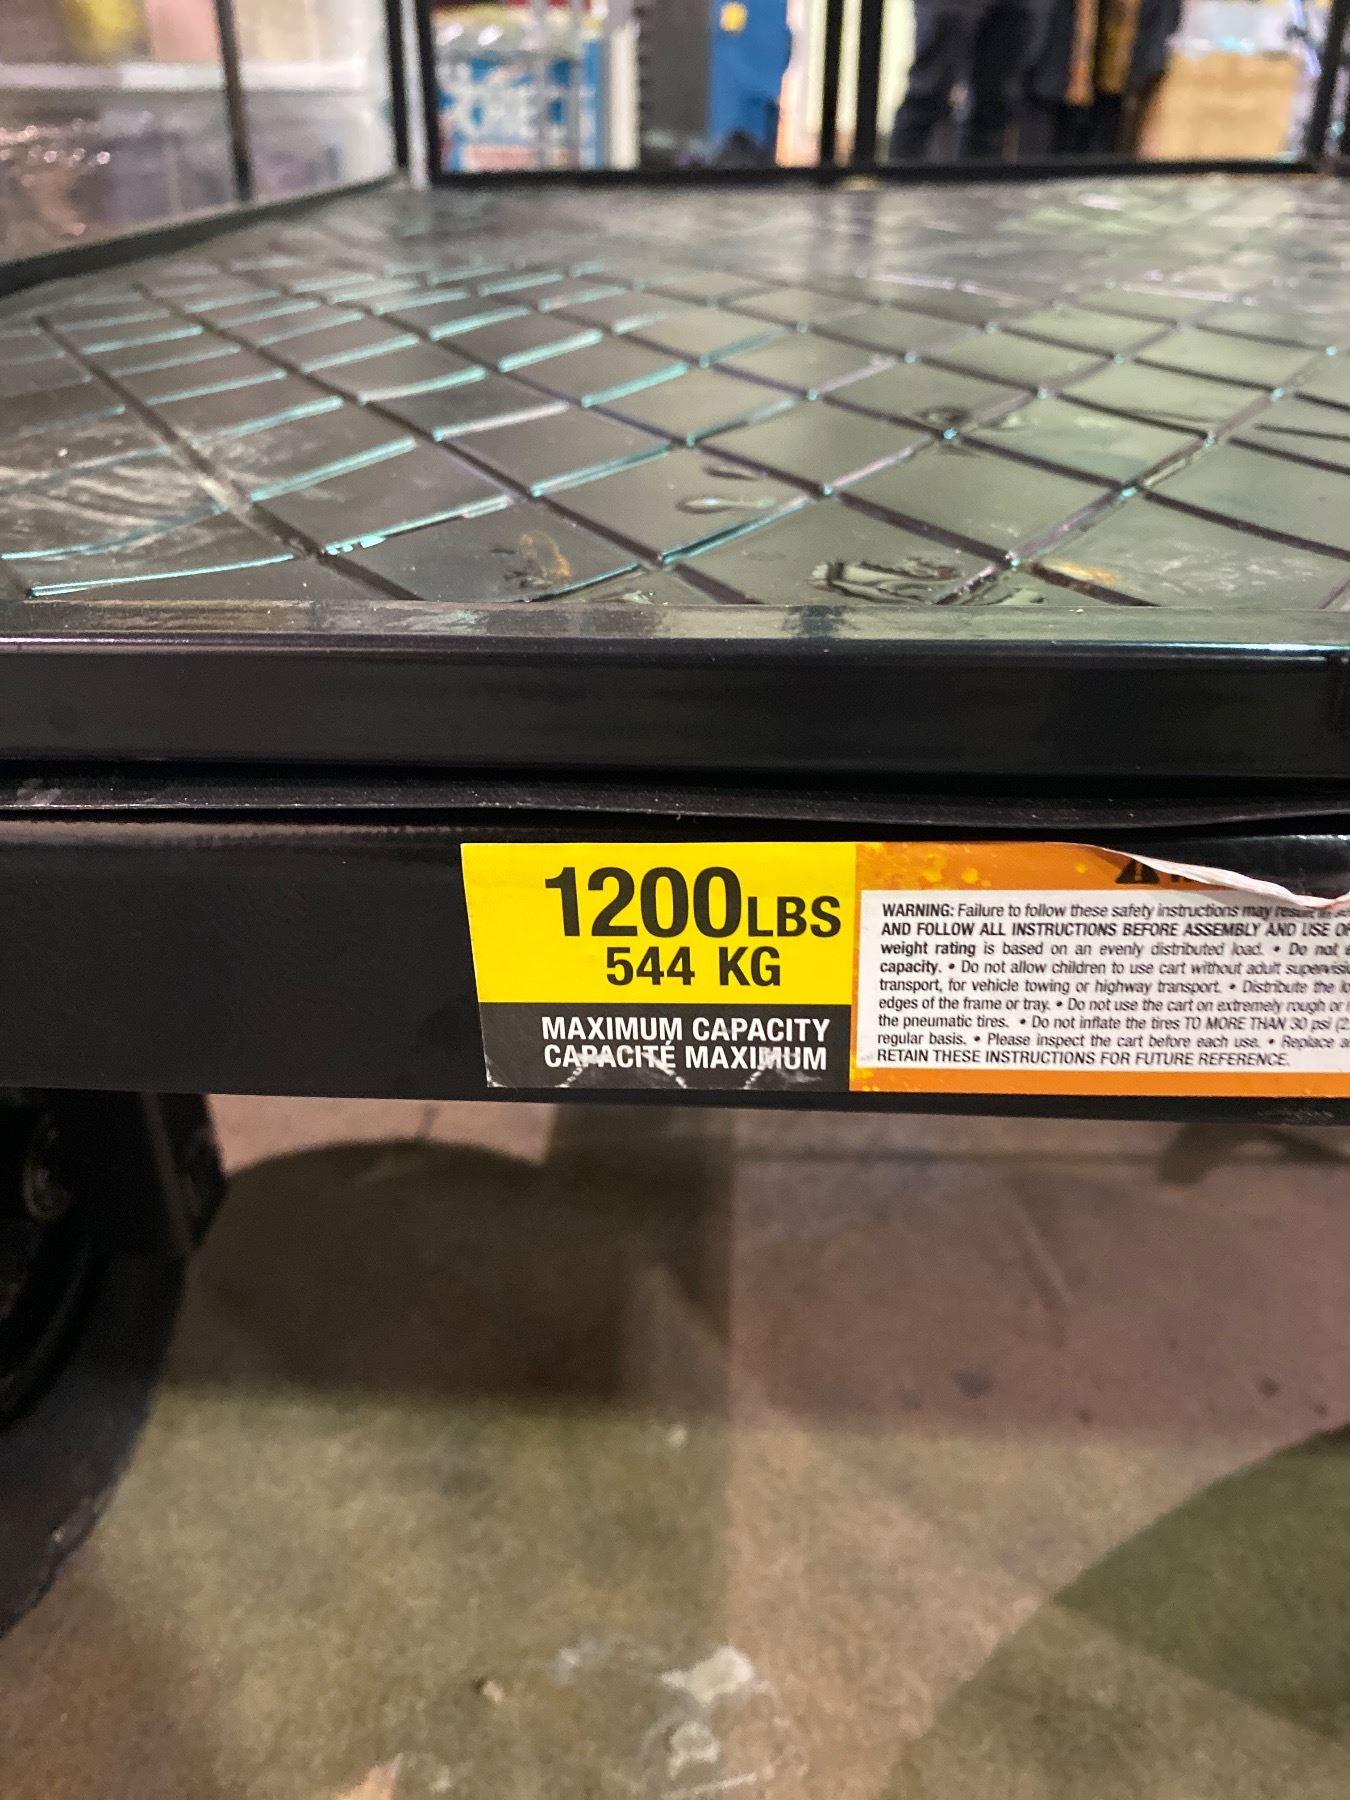 1200LBS
544 KG
MAXIMUM CAPACITY
CAPACITÉ MAXIMUM
WARNING: Failure to follow these safety instructions may result in
AND FOLLOW ALL INSTRUCTIONS BEFORE ASSEMBLY AND USE OF
weight rating is based on an evenly distributed load. • Do not
capacity. • Do not allow children to use cart without adult
transport, for vehicle towing or highway transport. • Distribute the
edges of the frame or tray. • Do not use the cart on extremely rough or
the pneumatic tires. • Do not inflate the tires TO MORE THAN 30 psi (2
regular basis. • Please inspect the cart before each use. • Replace
RETAIN THESE INSTRUCTIONS FOR FUTURE REFERENCE.